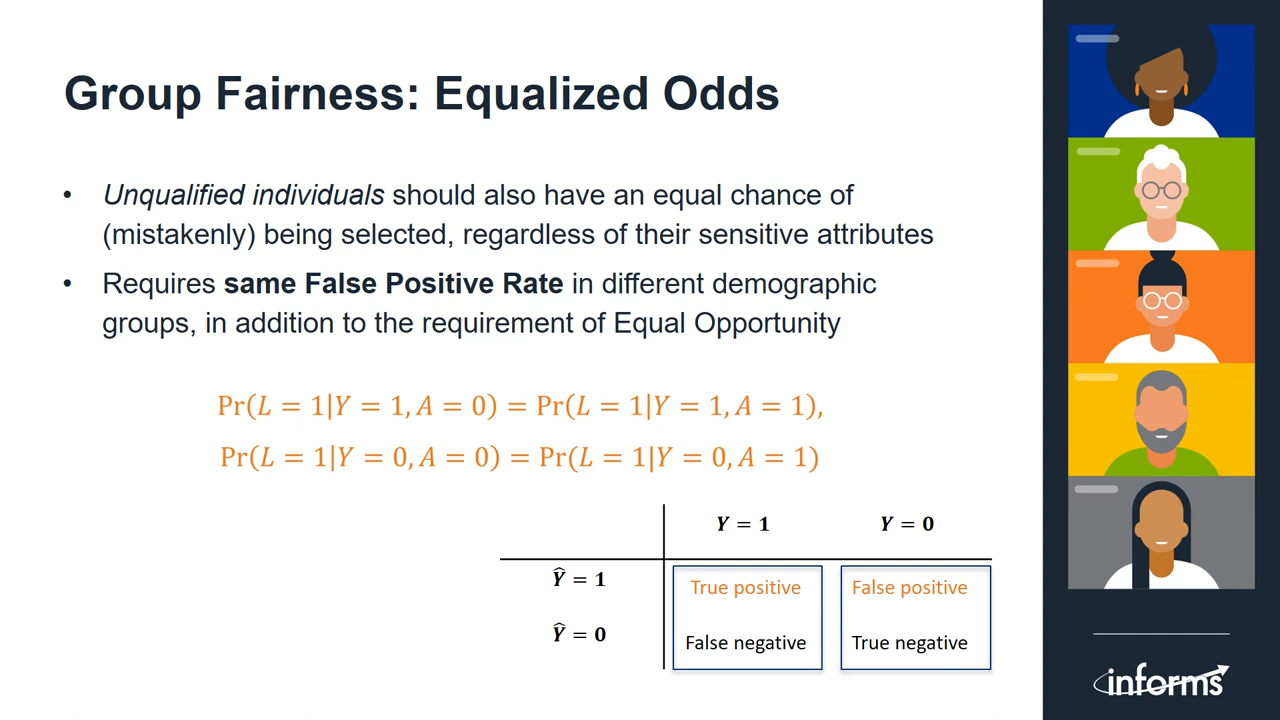 Group Fairness: Equalized Odds
• Unqualified individuals should also have an equal chance of
(mistakenly) being selected, regardless of their sensitive attributes
• Requires same False Positive Rate in different demographic
groups, in addition to the requirement of Equal Opportunity
Pr(L = 1|Y = 1, A = 0) = Pr(L = 1|Y = 1, A = 1),
Pr(L = 1|Y = 0, A = 0) = Pr(L = 1|Y = 0, A = 1)
Y = 1 Y = 0
Ŷ = 1 True positive False positive
Ŷ = 0 False negative True negative
informs